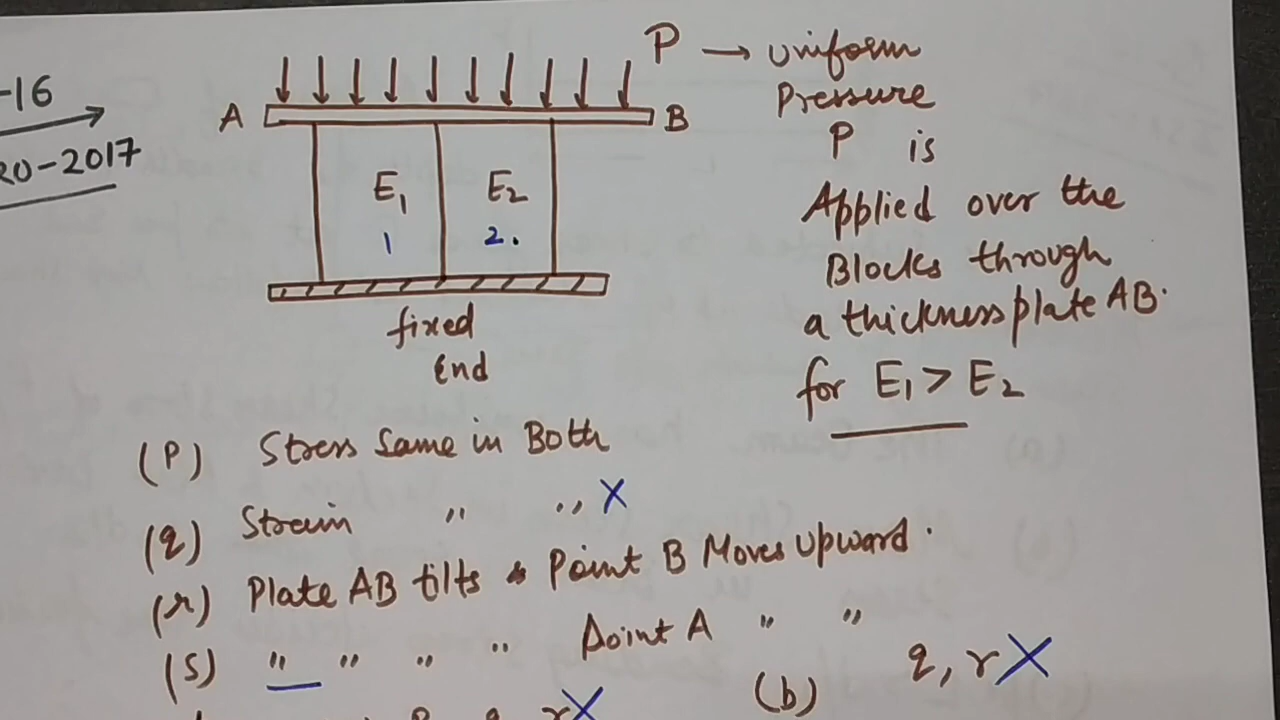 -16
RO-2017
P → uniform
Pressure
P is
Applied over the
Blocks through
a thickness plate AB.
for E1 > E2
A
B
E1
E2
1
2.
fixed
End
(P) Stress Same in Both
(q) Strain " " X
(r) Plate AB tilts & Point B Moves upward.
(S) " " " " Point A " "
(b) q, r X
P q r X